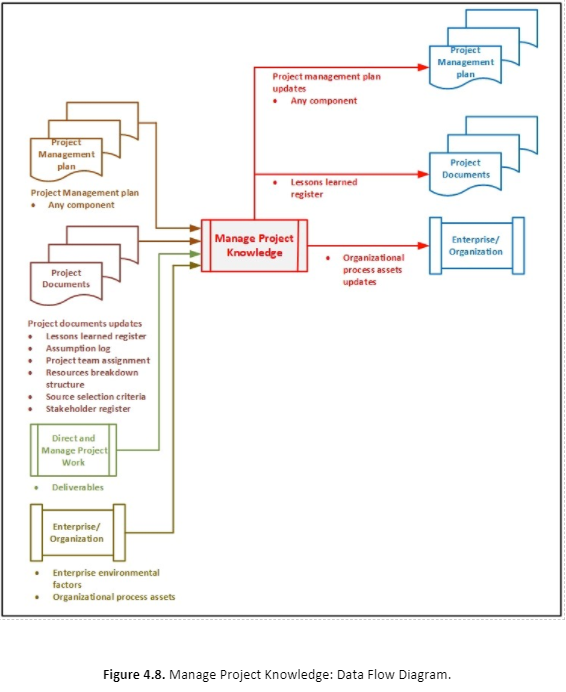 Project
Management
plan
Project management plan
updates
• Any component
Project
Management
plan
Project Management plan
• Any component
Project
Documents
• Lessons learned
register
Manage Project
Knowledge
Enterprise/
Organization
• Organizational
process assets
updates
Project
Documents
Project documents updates
• Lessons learned register
• Assumption log
• Project team assignment
• Resources breakdown
structure
• Source selection criteria
• Stakeholder register
Direct and
Manage Project
Work
• Deliverables
Enterprise/
Organization
• Enterprise environmental
factors
• Organizational process assets
Figure 4.8. Manage Project Knowledge: Data Flow Diagram.